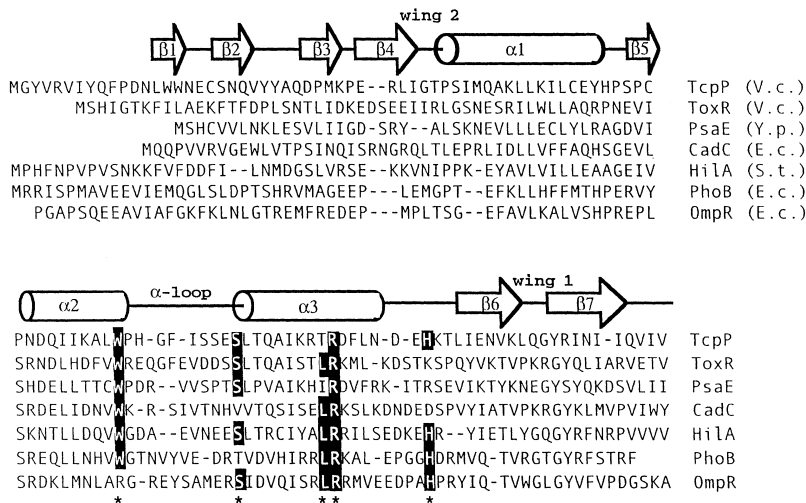 wing 2
β1 β2 β3 β4 α1 β5
MGYVRVIYQFPDNLWWNECSNQVYYAQDPMKPE--RLIGTPSIMQAKLLKILCEYHPSPC TcpP (V.c.)
MSHIGTKFILAEKFTFDPLSNTLIDKEDSEEIIRLGSNESRILWLLAQRPNEVI ToxR (V.c.)
MSHCVVLNKLESVLIIGD-SRY--ALSKNEVLLLECLYLRAGDVI PsaE (Y.p.)
MQQPVVRVGEWLVTPSINQISRNGRQLTLEPRLIDLLVFFAQHSGEVL CadC (E.c.)
MPHFNPVPVSNKKFVFDDFI--LNMDGSLVRSE--KKVNIPPK-EYAVLVILLEAAGEIV HilA (S.t.)
MRRISPMAVEEVIEMQGLSLDPTSHRVMAGEEP--LEMGPT--EFKLLHFFMTHPERVY PhoB (E.c.)
PGAPSQEEAVIAFGKFKLNLGTREMFREDEP---MPLTSG--EFAVLKALVSHPREPL OmpR (E.c.)
wing 1
α2 α-loop α3 β6 β7
PNDQIIKALWPH-GF-ISSESLTQAIKRTRDFLN-D-EHKTLIENVKLQGYRINI-IQVIV TcpP
SRNDLHDFVWREQGFEVDDSSLTQAISTLRKML-KDSTKSPQYVKTVPKRGYQLIARVETV ToxR
SHDELLTTCWPDR--VVSPTSLPVAIKHIRDVFRK-ITRSEVIKTYKNEGYSYQKDSVLII PsaE
SRDELIDNVWK-R-SIVTNHVVTQSISELRKSLKDNDEDSPVYIATVPKRGYKLMVPVIWY CadC
SKNTLLDQVWGDA--EVNEESLTRCIYALRRILSEDKEHR--YIETLYGQGYRFNRPVVVV HilA
SREQLLNHVWGTNVYVE-DRTVDVHIRRLRKAL-EPGGHDRMVQ-TVRGTGYRFSTRF PhoB
SRDKLMNLARG-REYSAMERSIDVQISRLRRMVEEDPAHPRYIQ-TVWGLGYVFVPDGSKA OmpR
* * * * *